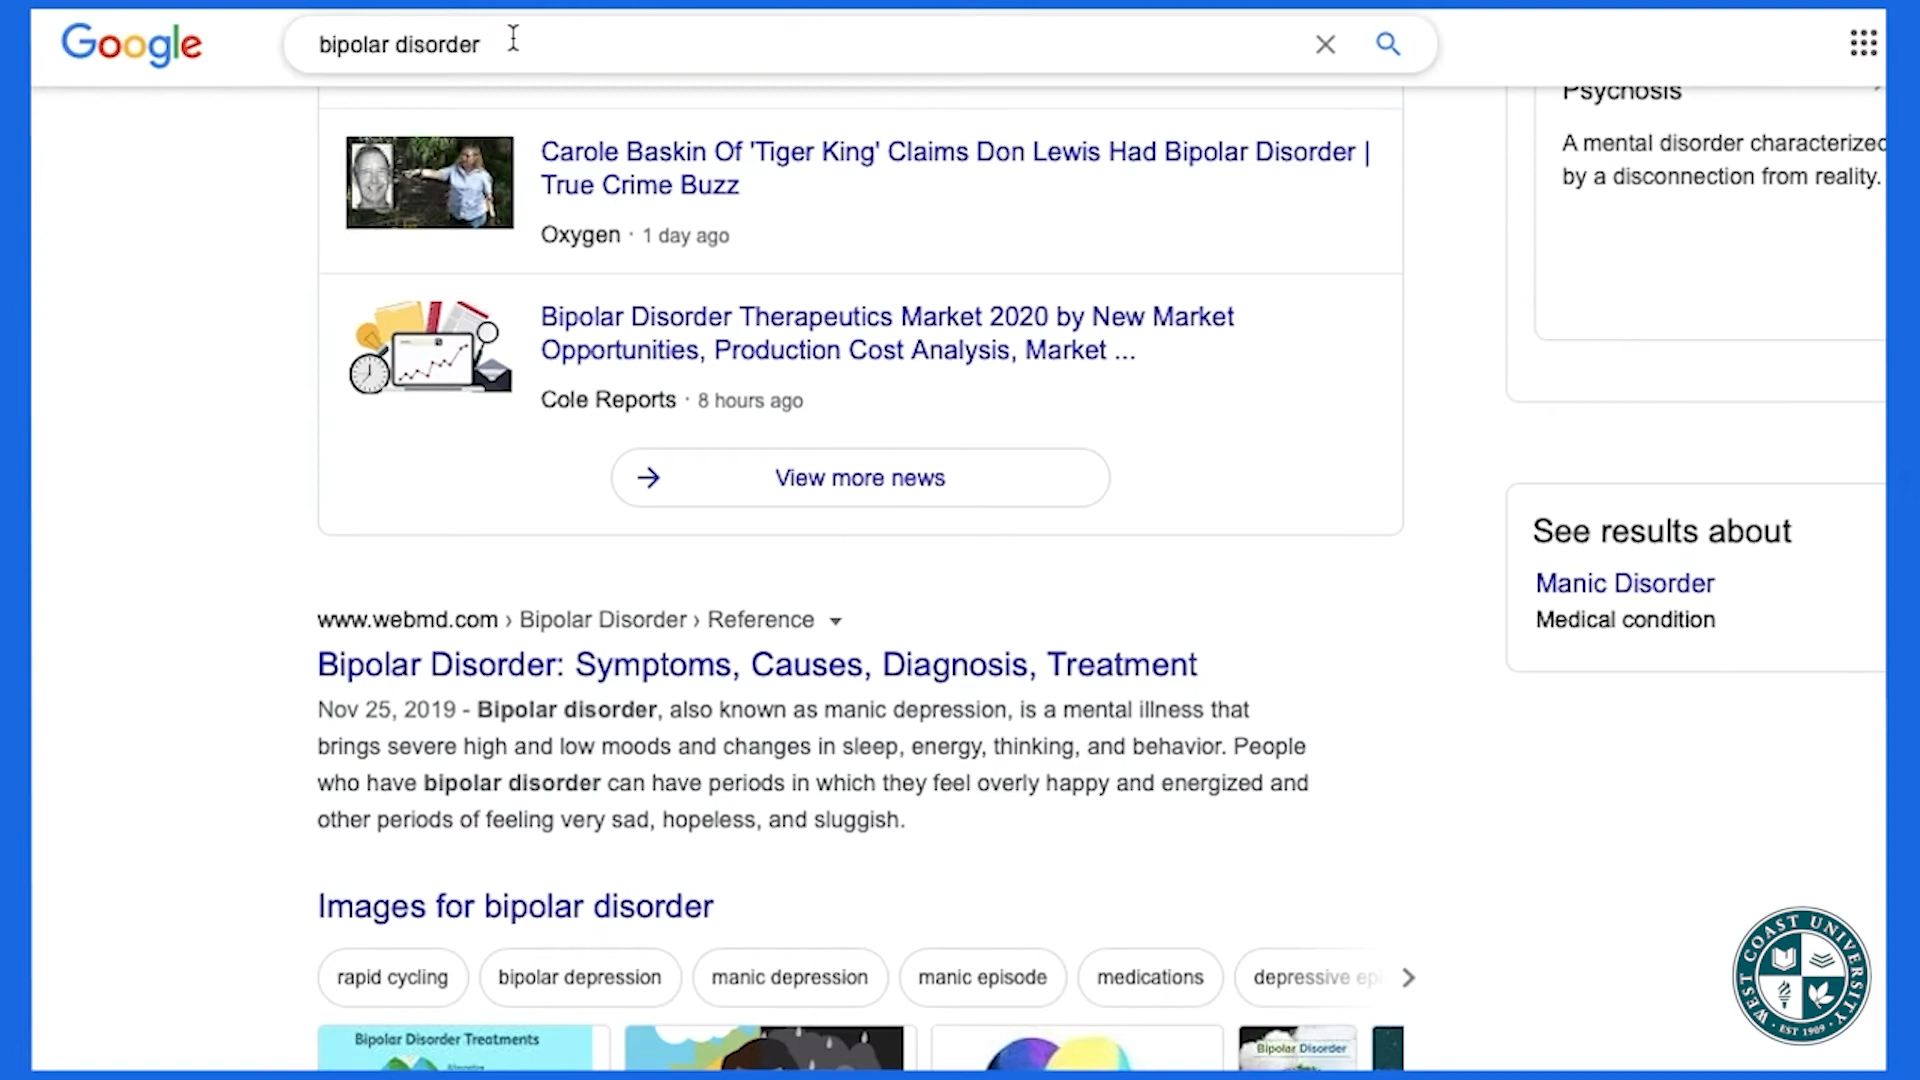 Google
bipolar disorder
Psychosis
A mental disorder characterized
by a disconnection from reality.
Carole Baskin Of 'Tiger King' Claims Don Lewis Had Bipolar Disorder |
True Crime Buzz
Oxygen · 1 day ago
Bipolar Disorder Therapeutics Market 2020 by New Market
Opportunities, Production Cost Analysis, Market ...
Cole Reports · 8 hours ago
View more news
See results about
Manic Disorder
Medical condition
www.webmd.com › Bipolar Disorder › Reference
Bipolar Disorder: Symptoms, Causes, Diagnosis, Treatment
Nov 25, 2019 - Bipolar disorder, also known as manic depression, is a mental illness that
brings severe high and low moods and changes in sleep, energy, thinking, and behavior. People
who have bipolar disorder can have periods in which they feel overly happy and energized and
other periods of feeling very sad, hopeless, and sluggish.
Images for bipolar disorder
rapid cycling
bipolar depression
manic depression
manic episode
medications
depressive
Bipolar Disorder Treatments
Bipolar Disorder
WEST COAST UNIVERSITY
· EST 1909 ·